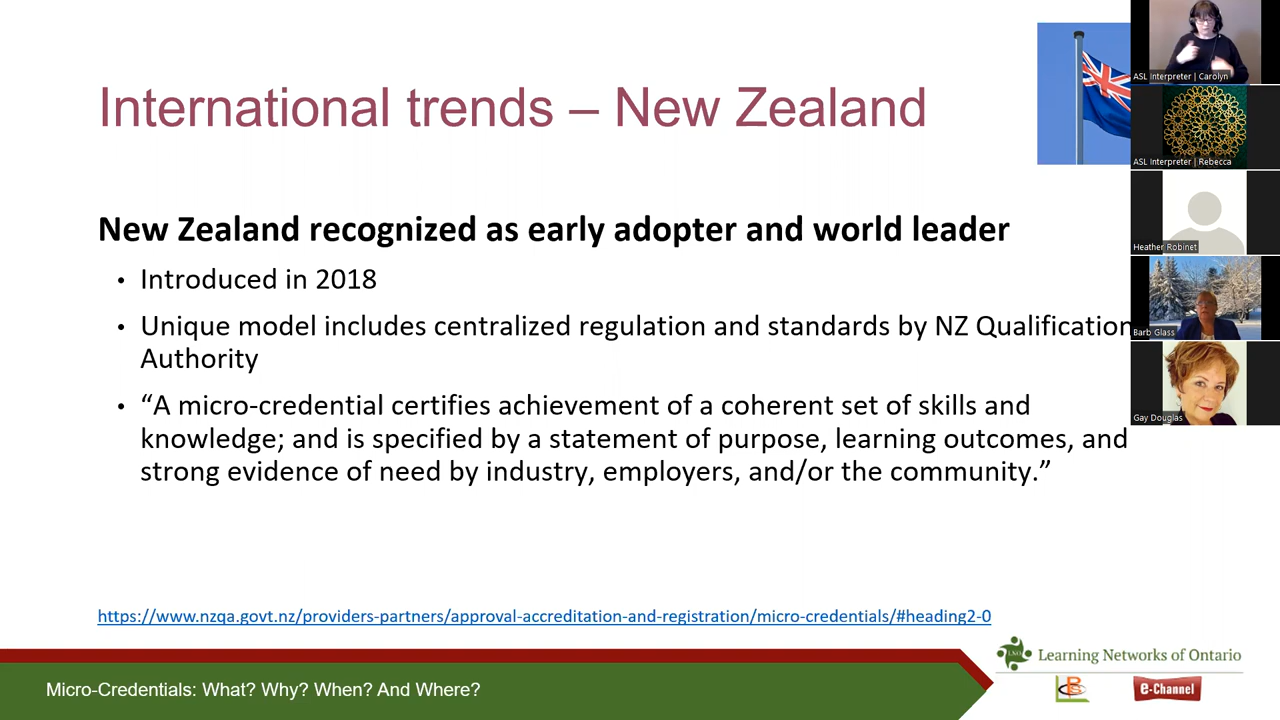 International trends – New Zealand
New Zealand recognized as early adopter and world leader
• Introduced in 2018
• Unique model includes centralized regulation and standards by NZ Qualification
Authority
• “A micro-credential certifies achievement of a coherent set of skills and
knowledge; and is specified by a statement of purpose, learning outcomes, and
strong evidence of need by industry, employers, and/or the community.”
https://www.nzqa.govt.nz/providers-partners/approval-accreditation-and-registration/micro-credentials/#heading2-0
Micro-Credentials: What? Why? When? And Where?
LNO
Learning Networks of Ontario
e-Channel
ASL Interpreter | Carolyn
ASL Interpreter | Rebecca
Heather Robinet
Barb Glass
Gay Douglas